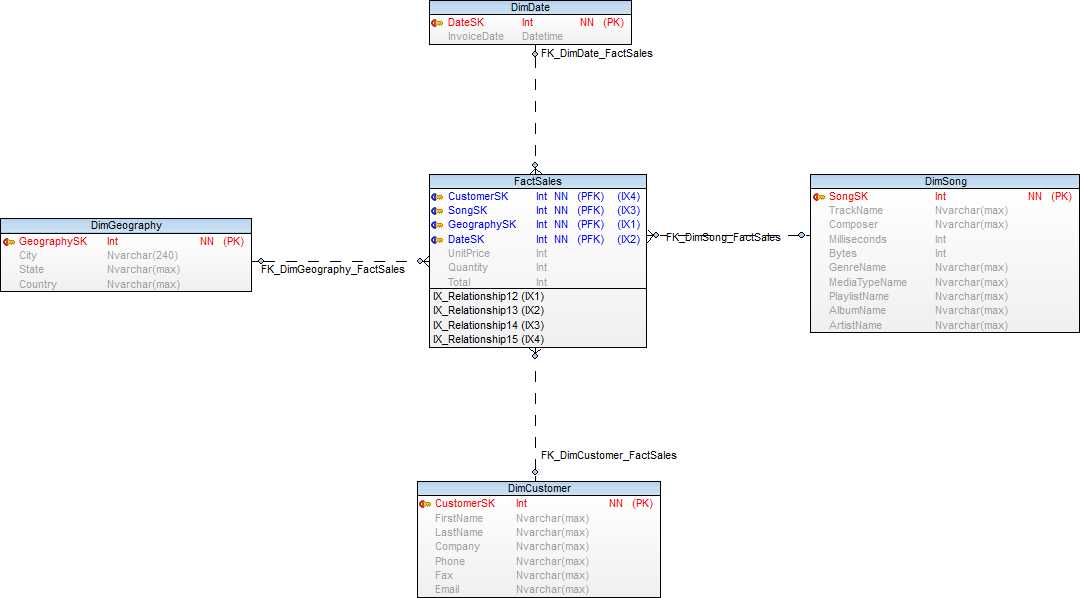 DimDate
DateSK Int NN (PK)
InvoiceDate Datetime
FK_DimDate_FactSales
FactSales
CustomerSK Int NN (PFK) (IX4)
SongSK Int NN (PFK) (IX3)
GeographySK Int NN (PFK) (IX1)
DateSK Int NN (PFK) (IX2)
UnitPrice Int
Quantity Int
Total Int
IX_Relationship12 (IX1)
IX_Relationship13 (IX2)
IX_Relationship14 (IX3)
IX_Relationship15 (IX4)
DimSong
SongSK Int NN (PK)
TrackName Nvarchar(max)
Composer Nvarchar(max)
Milliseconds Int
Bytes Int
GenreName Nvarchar(max)
MediaTypeName Nvarchar(max)
PlaylistName Nvarchar(max)
AlbumName Nvarchar(max)
ArtistName Nvarchar(max)
FK_DimSong_FactSales
DimGeography
GeographySK Int NN (PK)
City Nvarchar(240)
State Nvarchar(max)
Country Nvarchar(max)
FK_DimGeography_FactSales
FK_DimCustomer_FactSales
DimCustomer
CustomerSK Int NN (PK)
FirstName Nvarchar(max)
LastName Nvarchar(max)
Company Nvarchar(max)
Phone Nvarchar(max)
Fax Nvarchar(max)
Email Nvarchar(max)